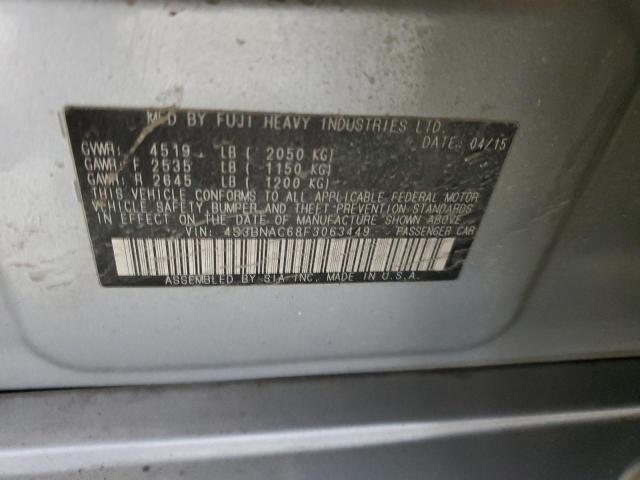 MFD BY FUJI HEAVY INDUSTRIES LTD.
DATE: 04/15
GVWR: 4519 LB ( 2050 KG)
GAWR: F 2535 LB ( 1150 KG)
GAWR: R 2645 LB ( 1200 KG)
THIS VEHICLE CONFORMS TO ALL APPLICABLE FEDERAL MOTOR
VEHICLE SAFETY, BUMPER, AND THEFT PREVENTION STANDARDS
IN EFFECT ON THE DATE OF MANUFACTURE SHOWN ABOVE.
VIN: 4S3BNAC68F3063449 PASSENGER CAR
ASSEMBLED BY S.I.A. INC. MADE IN U.S.A.